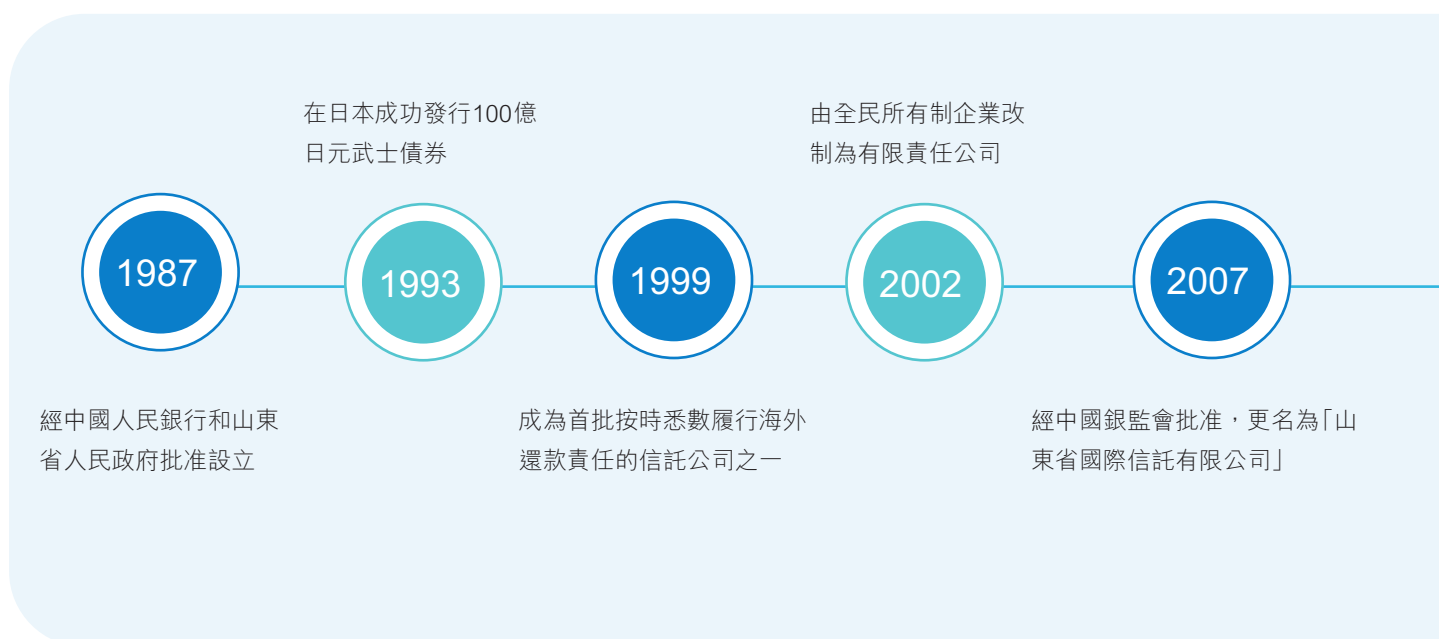 在日本成功發行100億
日元武士債券
由全民所有制企業改
制為有限責任公司
1987
1993
1999
2002
2007
經中國人民銀行和山東
省人民政府批准設立
成為首批按時悉數履行海外
還款責任的信託公司之一
經中國銀監會批准，更名為「山
東省國際信託有限公司」